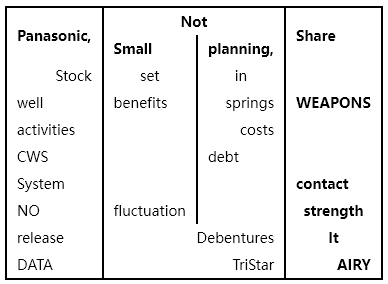 Not
Panasonic, Share
Small planning,
Stock set in
well benefits springs WEAPONS
activities costs
CWS debt
System contact
NO fluctuation strength
release Debentures It
DATA TriStar AIRY